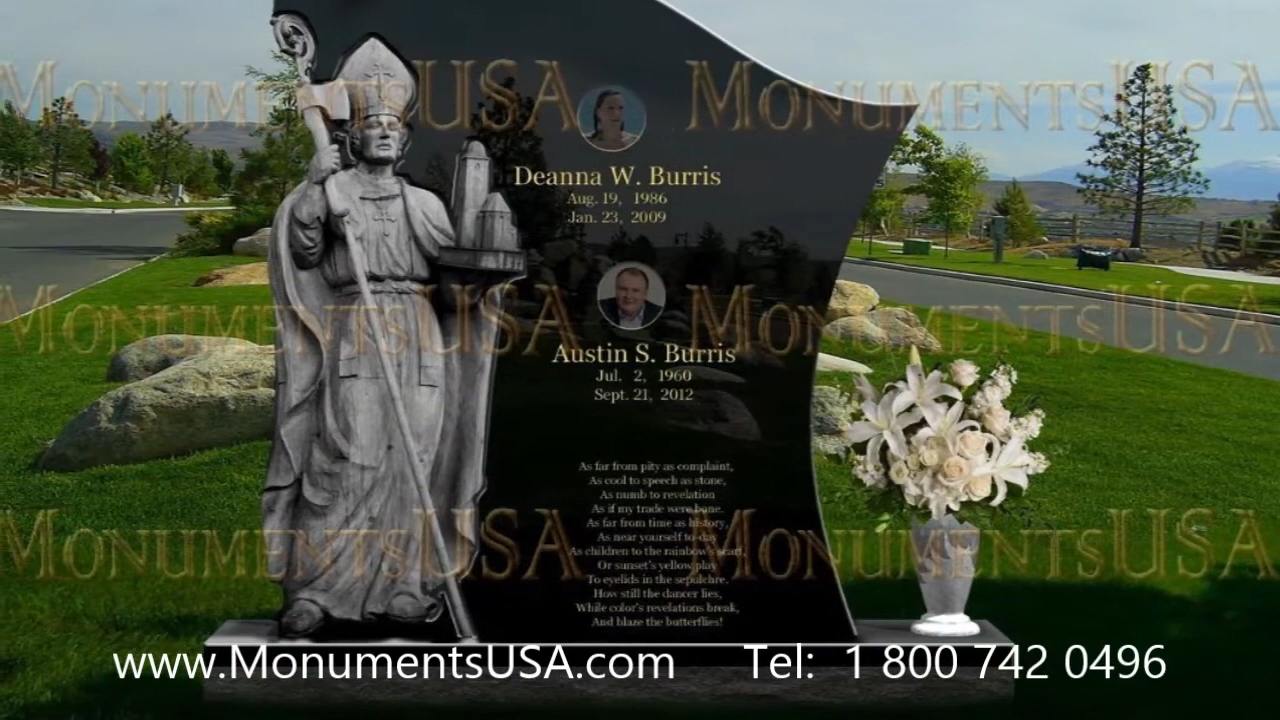 MonumentsUSA MonumentsUSA
Deanna W. Burris
Aug. 19, 1986
Jan. 23, 2009
MonumentsUSA MonumentsUSA
Austin S. Burris
Jul. 2, 1960
Sept. 21, 2012
As far from pity as complaint,
As cool to speech as stone,
As numb to revelation
As if my trade were bone.
As far from time as history,
As near yourself to-day
As children to the rainbow's scarf,
Or sunset's yellow play
To eyelids in the sepulchre.
How still the dancer lies,
While color's revelations break,
And blaze the butterflies!
MonumentsUSA MonumentsUSA
www.MonumentsUSA.com Tel: 1 800 742 0496